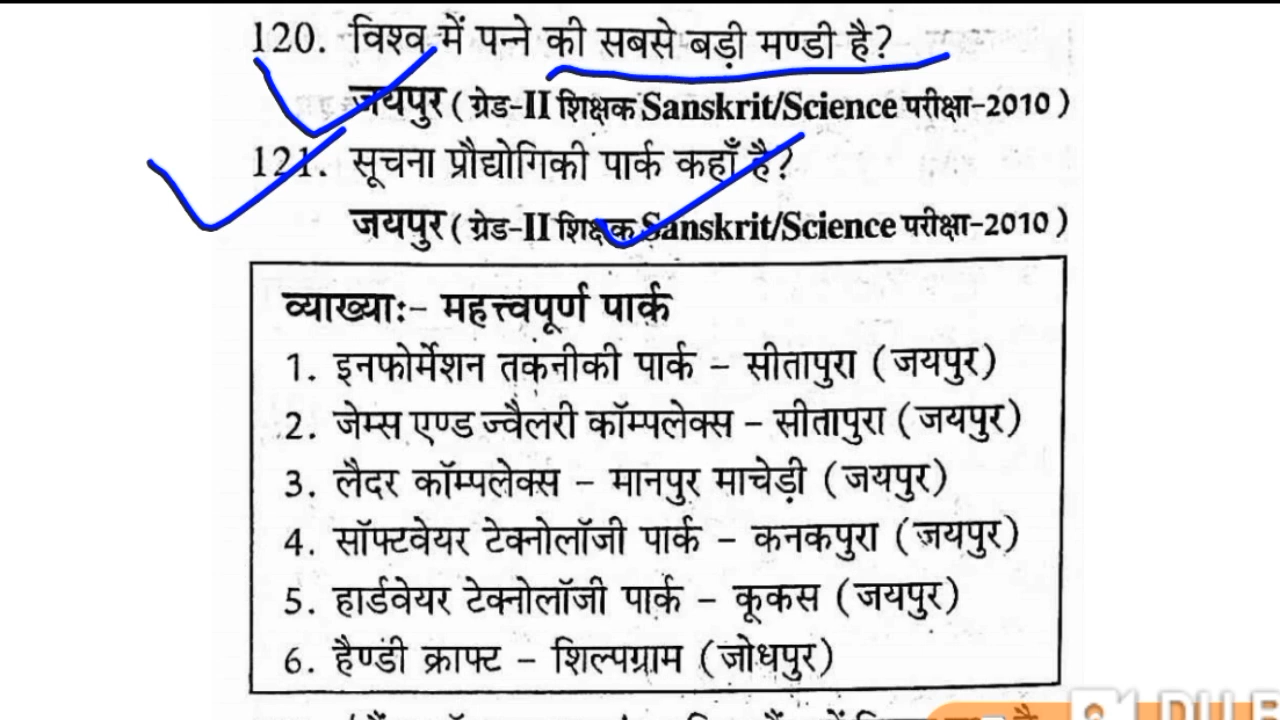 120. विश्व में पन्ने की सबसे बड़ी मण्डी है?
जयपुर ( ग्रेड-II शिक्षक Sanskrit/Science परीक्षा-2010 )
121. सूचना प्रौद्योगिकी पार्क कहाँ है?
जयपुर ( ग्रेड-II शिक्षक Sanskrit/Science परीक्षा-2010 )
व्याख्याः- महत्त्वपूर्ण पार्क
1. इनफोर्मेशन तकनीकी पार्क - सीतापुरा (जयपुर)
2. जेम्स एण्ड ज्वैलरी कॉम्पलेक्स - सीतापुरा (जयपुर)
3. लैदर कॉम्पलेक्स - मानपुर माचेड़ी (जयपुर)
4. सॉफ्टवेयर टेक्नोलॉजी पार्क - कनकपुरा (जयपुर)
5. हार्डवेयर टेक्नोलॉजी पार्क - कूकस (जयपुर)
6. हैण्डी क्राफ्ट - शिल्पग्राम (जोधपुर)